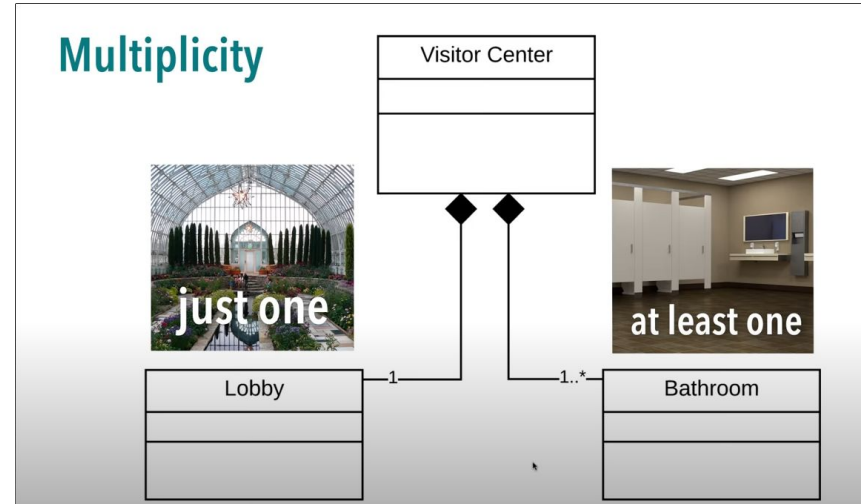 Multiplicity
Visitor Center
just one
at least one
1
1..*
Lobby
Bathroom